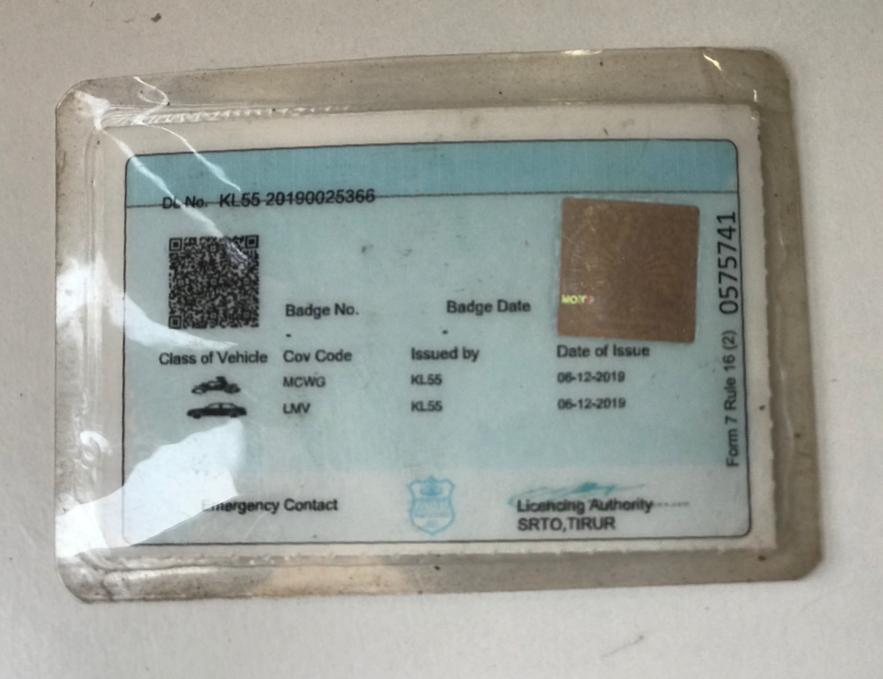 DL No. KL55 20190025366
Badge No. Badge Date
Class of Vehicle Cov Code Issued by Date of Issue
MCWG KL55 06-12-2019
LMV KL55 06-12-2019
Emergency Contact
Licencing Authority
SRTO,TIRUR
Form 7 Rule 16 (2) 0575741